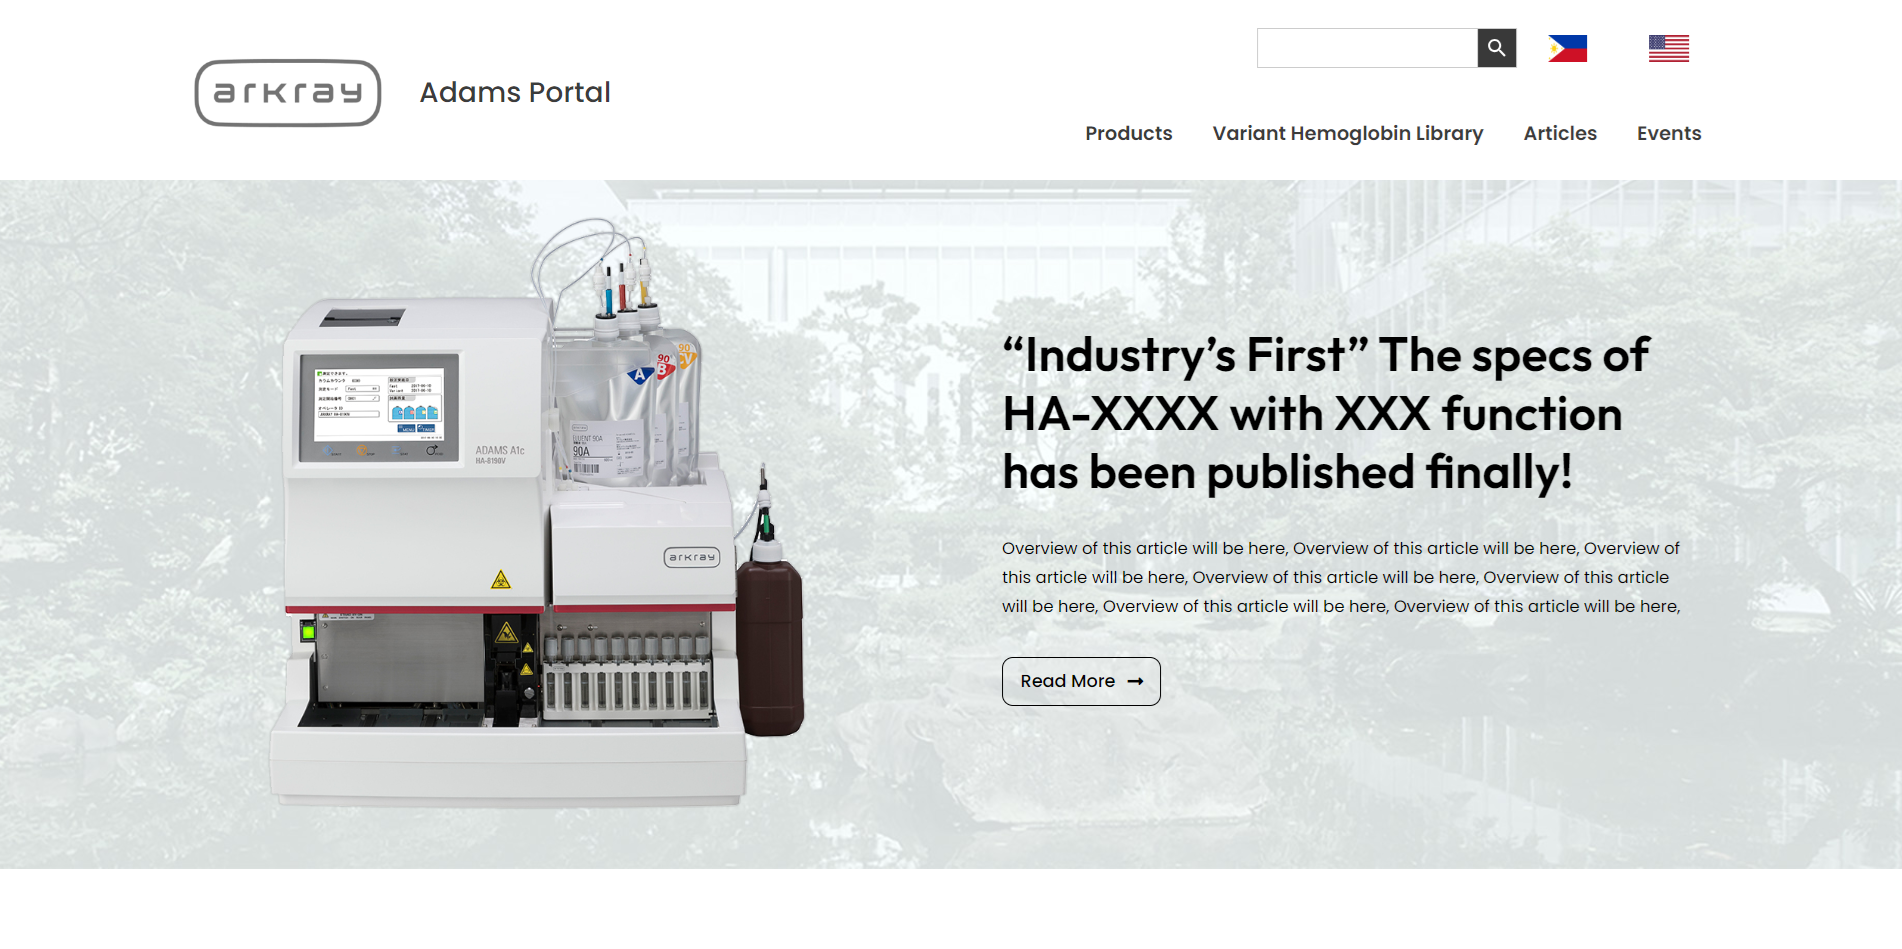 arkray
Adams Portal
Products
Variant Hemoglobin Library
Articles
Events
“Industry’s First” The specs of
HA-XXXX with XXX function
has been published finally!
Overview of this article will be here, Overview of this article will be here, Overview of
this article will be here, Overview of this article will be here, Overview of this article
will be here, Overview of this article will be here, Overview of this article will be here,
Read More
ADAMS A1c
HA-8190V
A
90
B
90
CV
90A
arkray